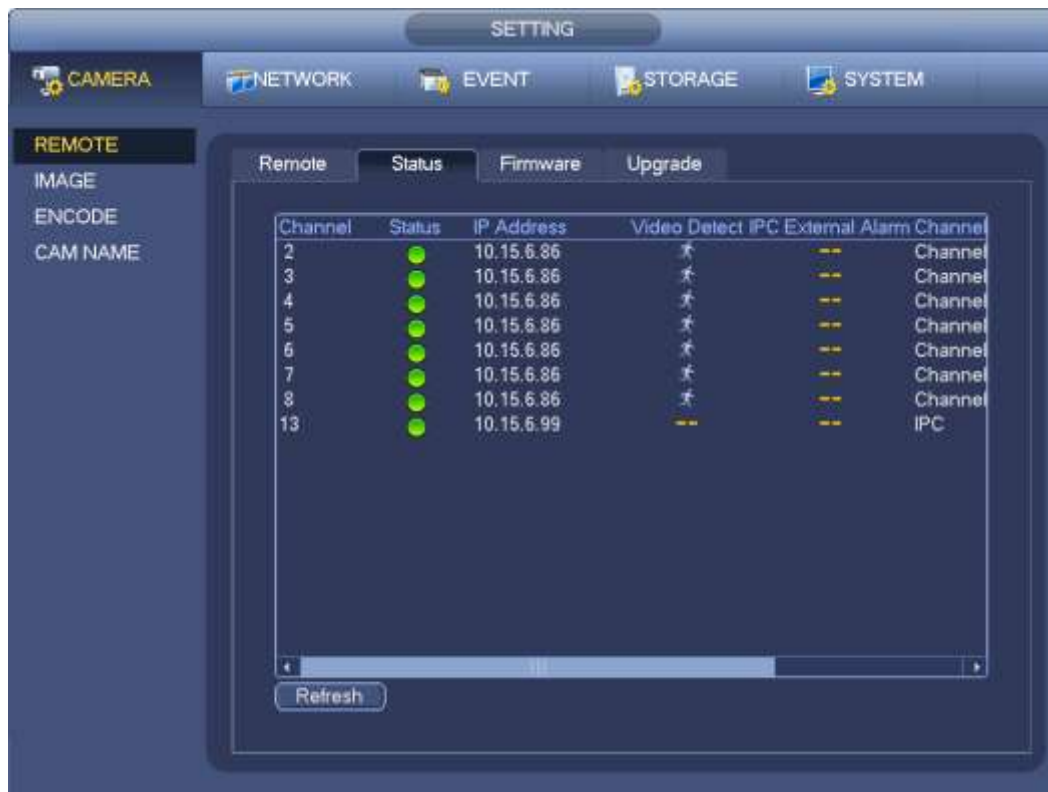 SETTING
CAMERA NETWORK EVENT STORAGE SYSTEM
REMOTE
IMAGE
ENCODE
CAM NAME
Remote Status Firmware Upgrade
Channel Status IP Address Video Detect IPC External Alarm Channel
2 10.15.6.86 -- Channel
3 10.15.6.86 -- Channel
4 10.15.6.86 -- Channel
5 10.15.6.86 -- Channel
6 10.15.6.86 -- Channel
7 10.15.6.86 -- Channel
8 10.15.6.86 -- Channel
13 10.15.6.99 -- -- IPC
Refresh